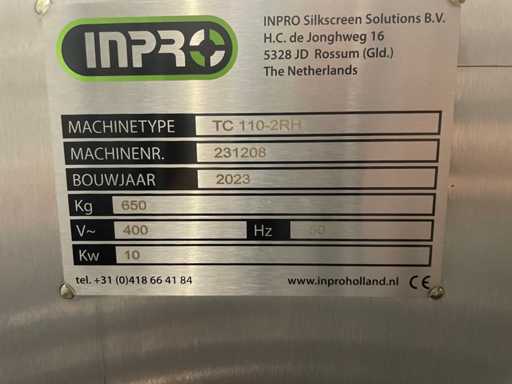 INPRO
INPRO Silkscreen Solutions B.V.
H.C. de Jonghweg 16
5328 JD Rossum (Gld.)
The Netherlands
MACHINETYPE TC 110-2RH
MACHINENR. 231208
BOUWJAAR 2023
Kg 650
V~ 400 Hz 50
Kw 10
tel. +31 (0)418 66 41 84 www.inproholland.nl CE